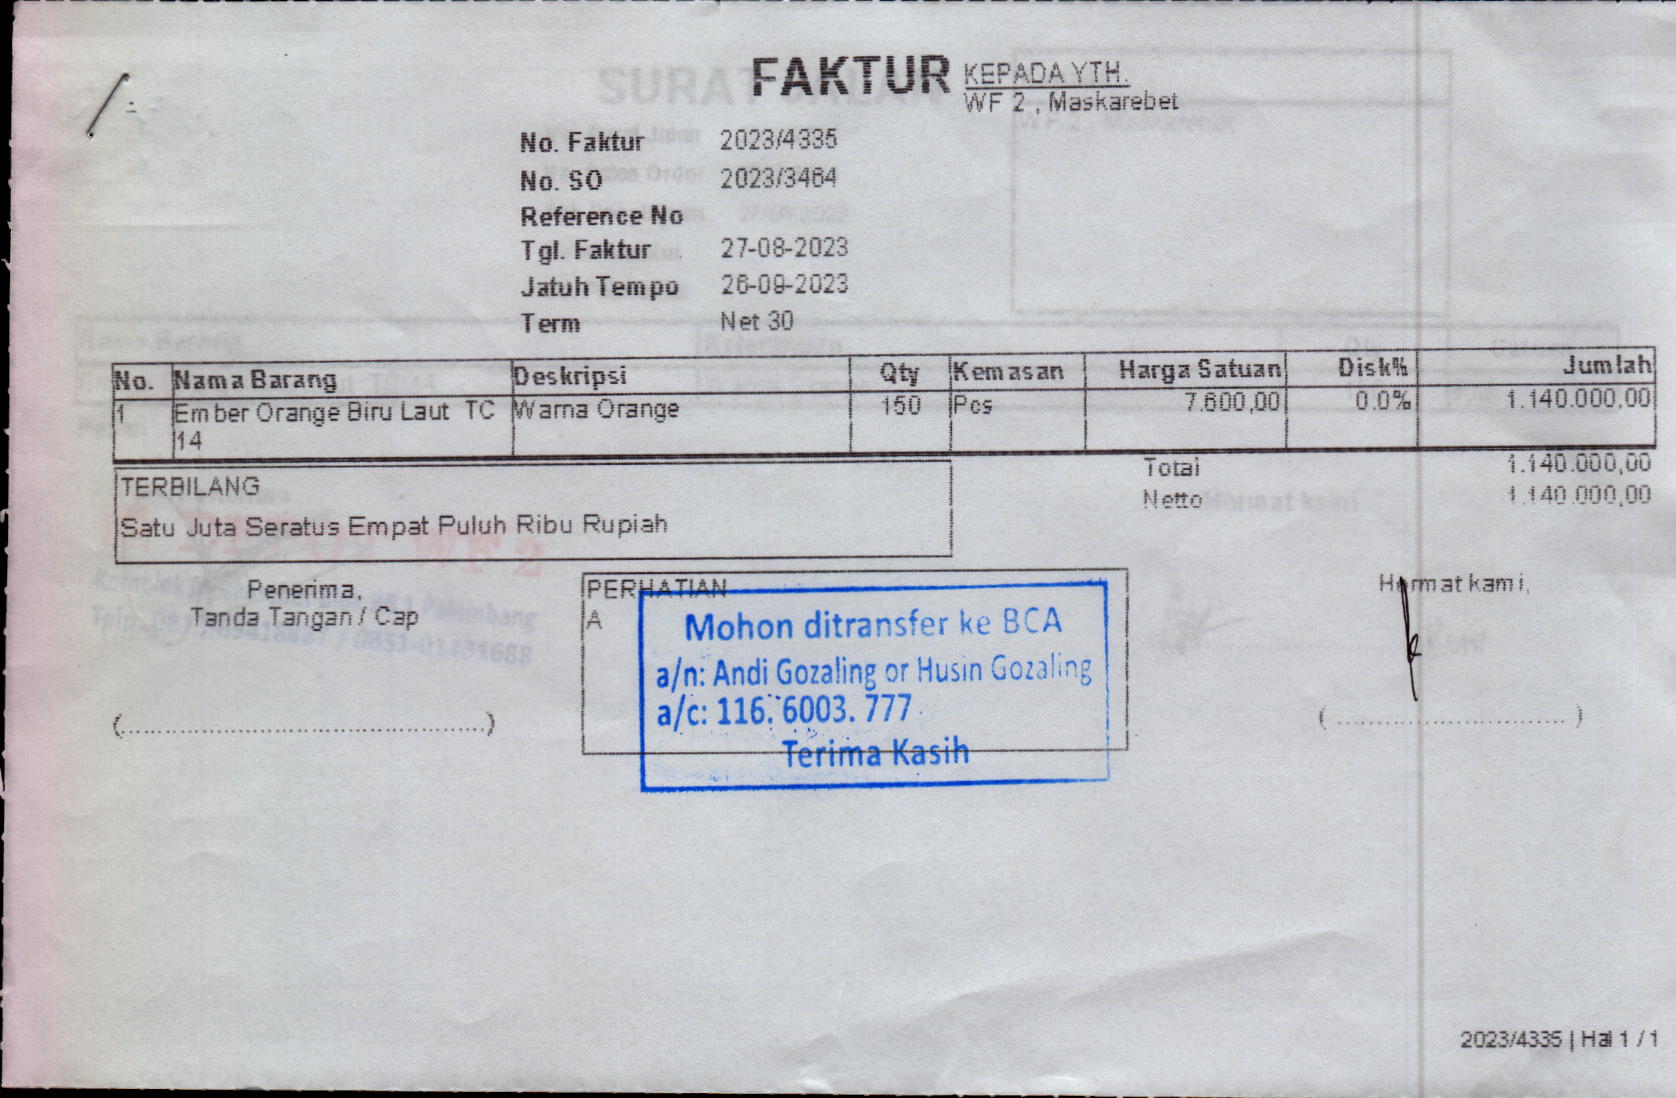 FAKTUR
KEPADA YTH.
WF 2 , Maskarebet
No. Faktur 2023/4335
No. SO 2023/3464
Reference No
Tgl. Faktur 27-08-2023
Jatuh Tempo 26-09-2023
Term Net 30
No. Nama Barang Deskripsi Qty Kemasan Harga Satuan Disk% Jumlah
1 Ember Orange Biru Laut TC 14 Warna Orange 150 Pcs 7.600,00 0.0% 1.140.000,00
Total 1.140.000,00
Netto 1.140.000,00
TERBILANG
Satu Juta Seratus Empat Puluh Ribu Rupiah
Penerima,
Tanda Tangan / Cap
PERHATIAN
A
Mohon ditransfer ke BCA
a/n: Andi Gozaling or Husin Gozaling
a/c: 116. 6003. 777
Terima Kasih
Hormat kami,
2023/4335 | Hal 1 / 1